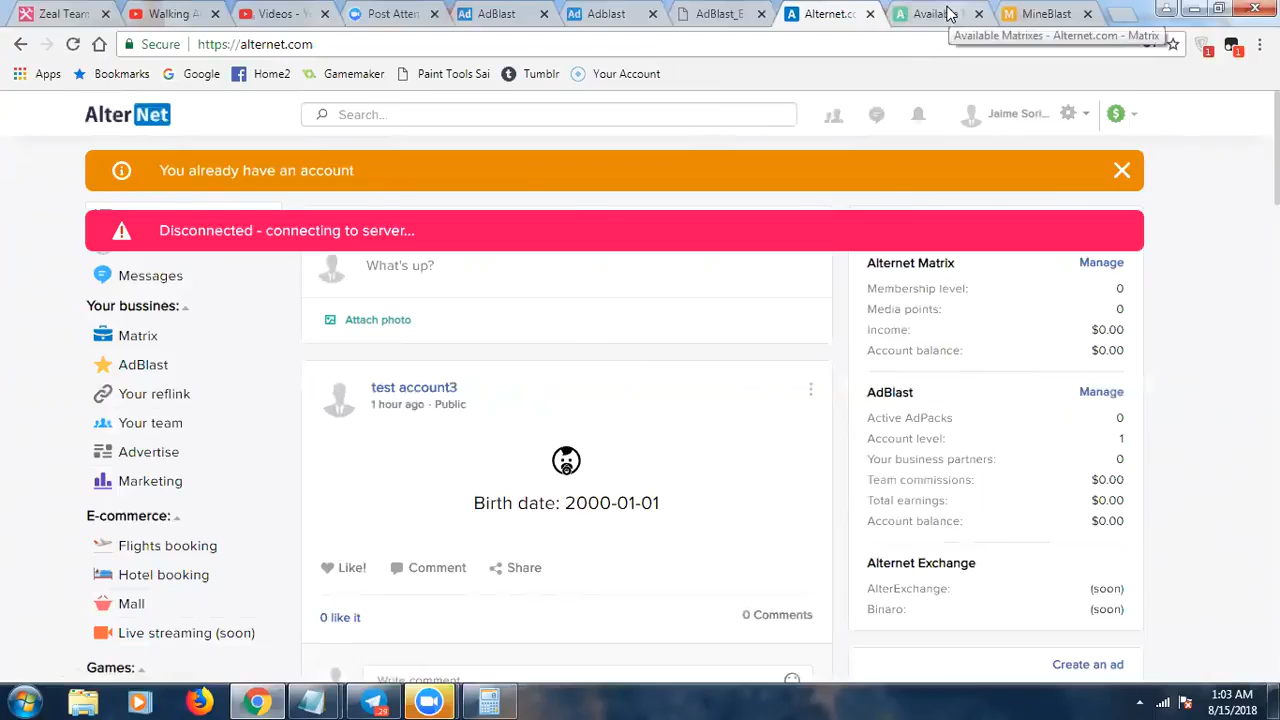 Zeal Team
Walking A
Videos - Y
Post Atten
AdBlast
Adblast
AdBlast_E
Alternet.co
Availa
MineBlast
Available Matrixes - Alternet.com - Matrix
Secure
https://alternet.com
1
1
Apps
Bookmarks
Google
Home2
Gamemaker
Paint Tools Sai
Tumblr
Your Account
AlterNet
Search...
Jaime Sori...
You already have an account
Disconnected - connecting to server...
Messages
Your bussines:
Matrix
AdBlast
Your reflink
Your team
Advertise
Marketing
E-commerce:
Flights booking
Hotel booking
Mall
Live streaming (soon)
Games:
What's up?
Attach photo
test account3
1 hour ago · Public
Birth date: 2000-01-01
Like!
Comment
Share
0 like it
0 Comments
Write comment
Alternet Matrix Manage
Membership level: 0
Media points: 0
Income: $0.00
Account balance: $0.00
AdBlast Manage
Active AdPacks 0
Account level: 1
Your business partners: 0
Team commissions: $0.00
Total earnings: $0.00
Account balance: $0.00
Alternet Exchange
AlterExchange: (soon)
Binaro: (soon)
Create an ad
1:03 AM
8/15/2018